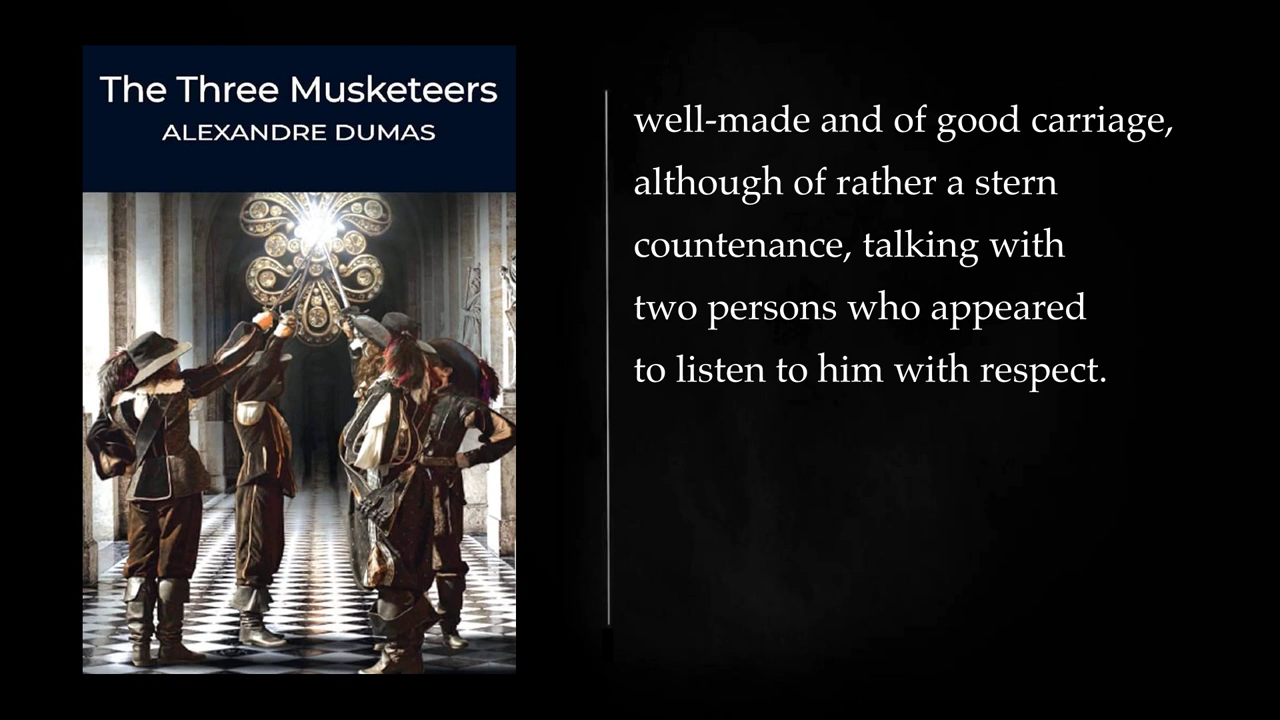 The Three Musketeers
ALEXANDRE DUMAS
well-made and of good carriage,
although of rather a stern
countenance, talking with
two persons who appeared
to listen to him with respect.